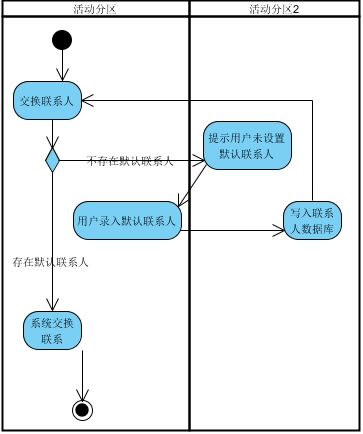 活动分区
活动分区2
交换联系人
不存在默认联系人
提示用户未设置
默认联系人
用户录入默认联系人
写入联系
人数据库
存在默认联系人
系统交换
联系